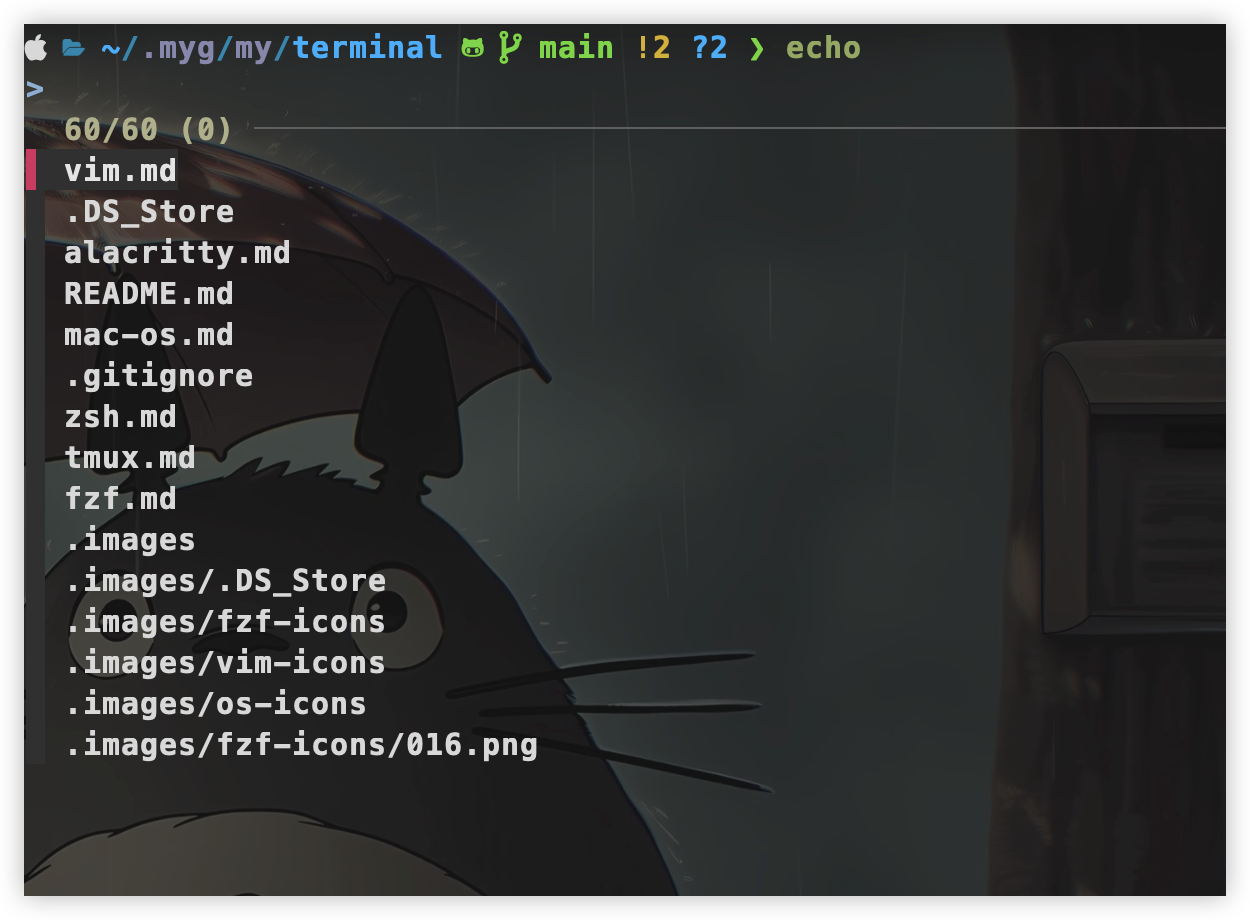 ~/.myg/my/terminal main !2 ?2 ❯ echo
>
60/60 (0)
vim.md
.DS_Store
alacritty.md
README.md
mac-os.md
.gitignore
zsh.md
tmux.md
fzf.md
.images
.images/.DS_Store
.images/fzf-icons
.images/vim-icons
.images/os-icons
.images/fzf-icons/016.png